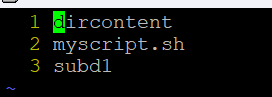 1 dircontent
2 myscript.sh
3 subd1
~